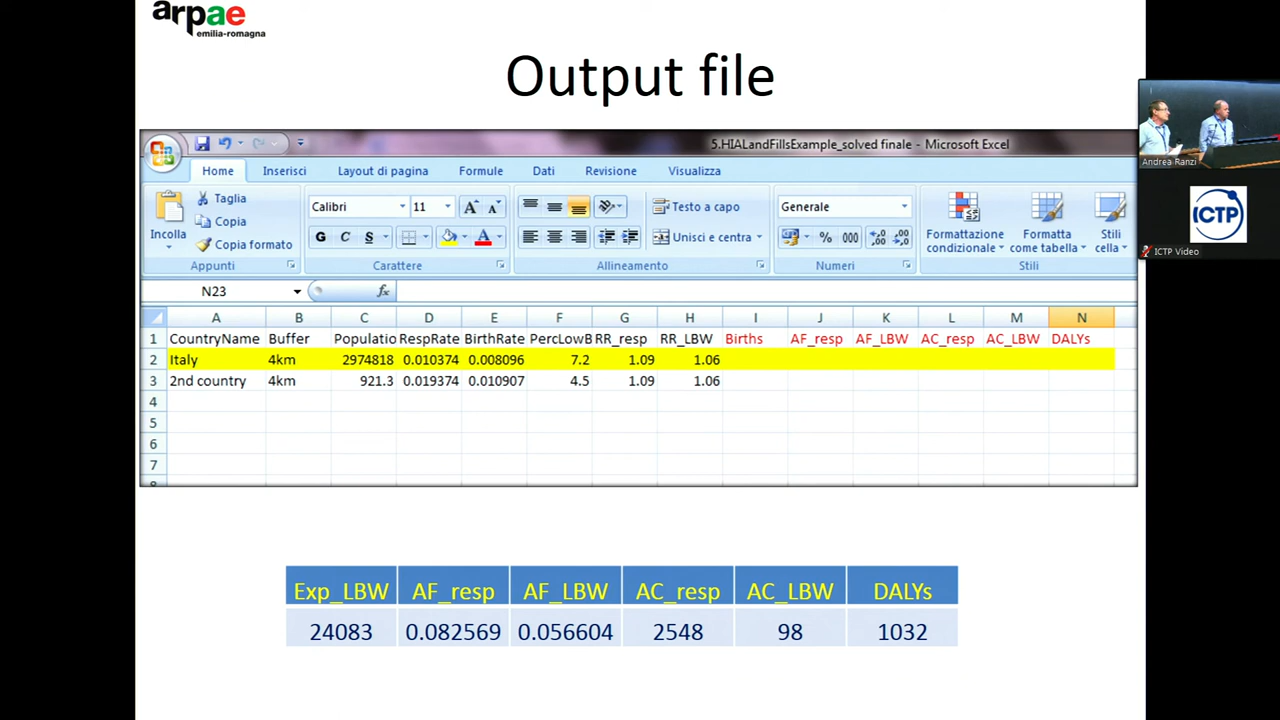 arpae
emilia-romagna
Output file
5.HIALandFillsExample_solved finale - Microsoft Excel
Home Inserisci Layout di pagina Formule Dati Revisione Visualizza
Incolla
Taglia
Copia
Copia formato
Appunti
Calibri 11
G C S
Carattere
Testo a capo
Unisci e centra
Allineamento
Generale
% 000
Numeri
Formattazione condizionale
Formatta come tabella
Stili cella
Stili
N23 fx
A B C D E F G H I J K L M N
1 CountryName Buffer Populatio RespRate BirthRate PercLowB RR_resp RR_LBW Births AF_resp AF_LBW AC_resp AC_LBW DALYs
2 Italy 4km 2974818 0.010374 0.008096 7.2 1.09 1.06
3 2nd country 4km 921.3 0.019374 0.010907 4.5 1.09 1.06
4
5
6
7
Exp_LBW AF_resp AF_LBW AC_resp AC_LBW DALYs
24083 0.082569 0.056604 2548 98 1032
Andrea Ranzi
ICTP
ICTP Video